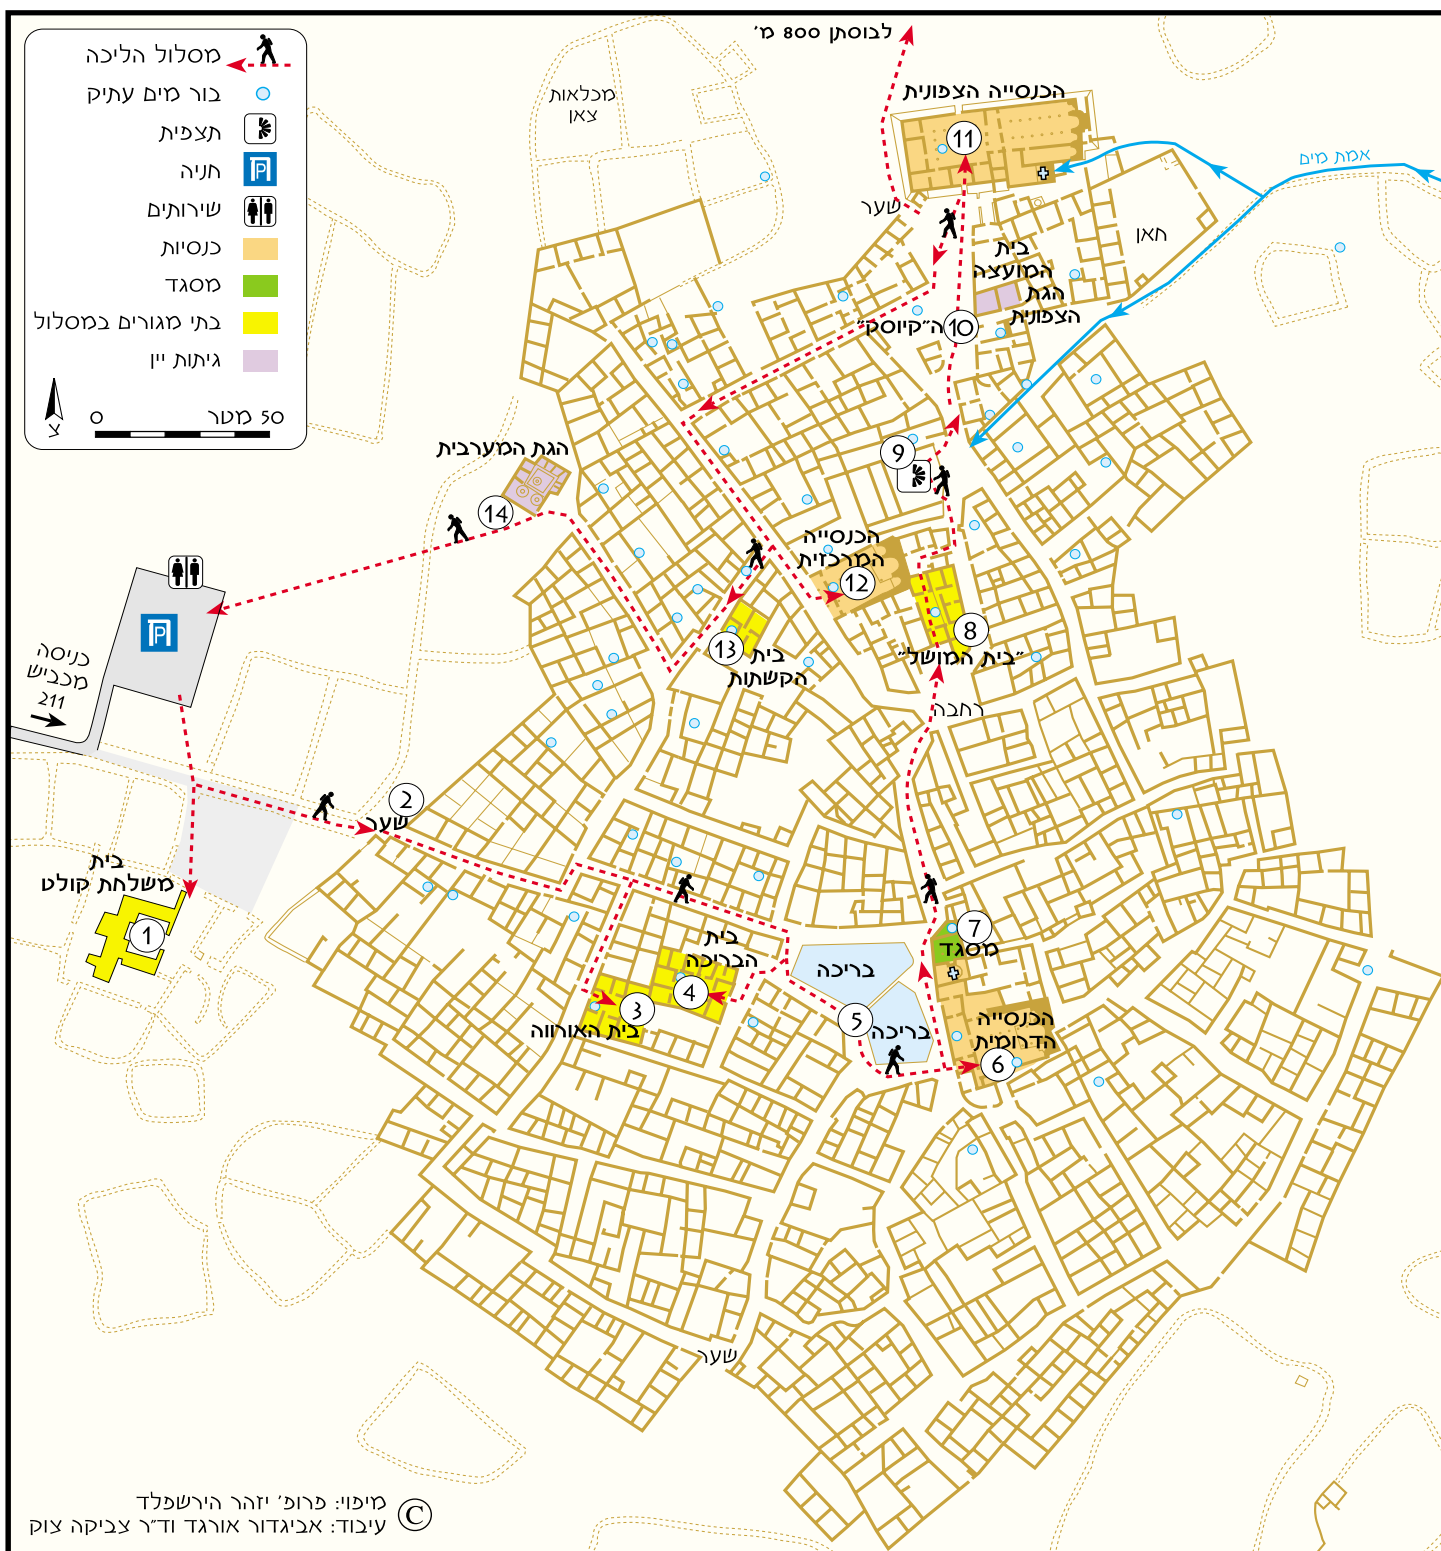 מסלול הליכה
בור מים עתיק
תצפית
חניה
P
שירותים
כנסיות
מסגד
בתי מגורים במסלול
גיתות יין
0 50 מטר
צ
לבוסתן 800 מ'
הכנסייה הצפונית
11
מכלאות
צאן
אמת מים
שער
חאן
בית
המועצה
הגת
הצפונית
ה"קיוסק"
10
9
הגת המערבית
14
הכנסייה
המרכזית
12
8
"בית המושל"
13
בית
הקשתות
רחבה
P
כניסה
מכביש
211
2
שער
בית
משלחת קולט
1
7
מסגד
בית
הבריכה
4
3
בית האורווה
בריכה
5
בריכה
הכנסייה
הדרומית
6
שער
מיפוי: פרופ' יזהר הירשפלד
עיבוד: אביגדור אורגד וד"ר צביקה צוק
©